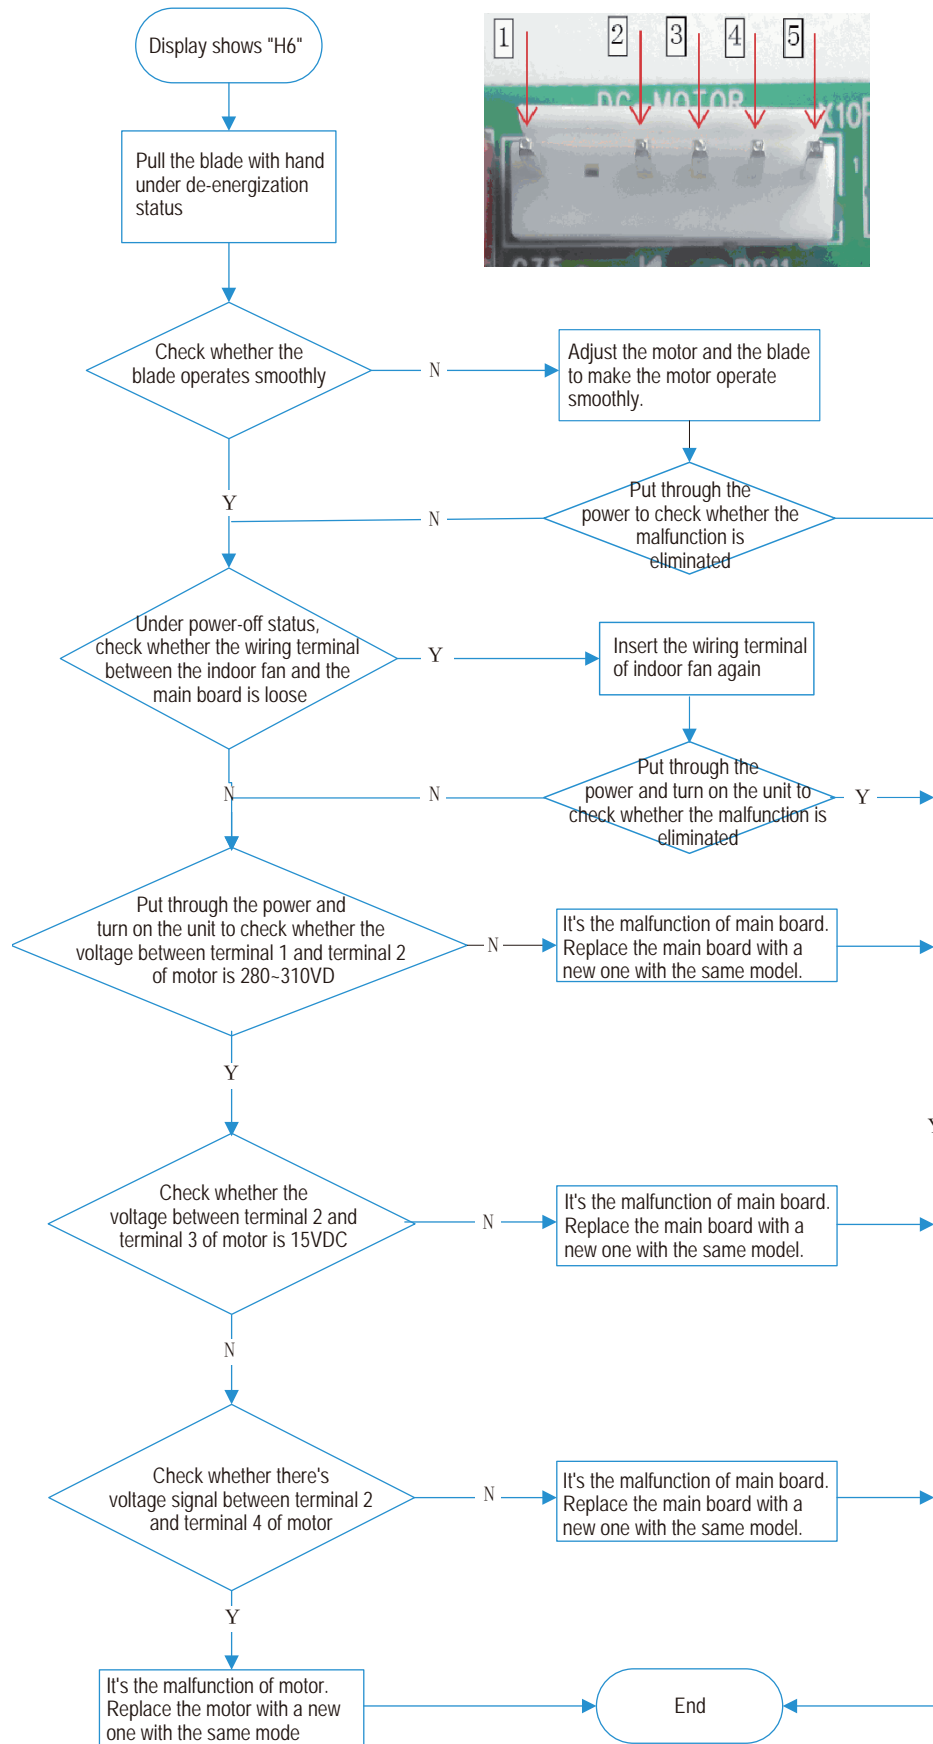 Display shows "H6"
1
2
3
4
5
DC MOTOR
Pull the blade with hand
under de-energization
status
Check whether the
blade operates smoothly
N
Adjust the motor and the blade
to make the motor operate
smoothly.
Y
N
Put through the
power to check whether the
malfunction is
eliminated
Under power-off status,
check whether the wiring terminal
between the indoor fan and the
main board is loose
Y
Insert the wiring terminal
of indoor fan again
N
N
Put through the
power and turn on the unit to
check whether the malfunction is
eliminated
Y
Put through the power and
turn on the unit to check whether the
voltage between terminal 1 and terminal 2
of motor is 280~310VD
N
It's the malfunction of main board.
Replace the main board with a
new one with the same model.
Y
Check whether the
voltage between terminal 2 and
terminal 3 of motor is 15VDC
N
It's the malfunction of main board.
Replace the main board with a
new one with the same model.
N
Check whether there's
voltage signal between terminal 2
and terminal 4 of motor
N
It's the malfunction of main board.
Replace the main board with a
new one with the same model.
Y
It's the malfunction of motor.
Replace the motor with a new
one with the same mode
End